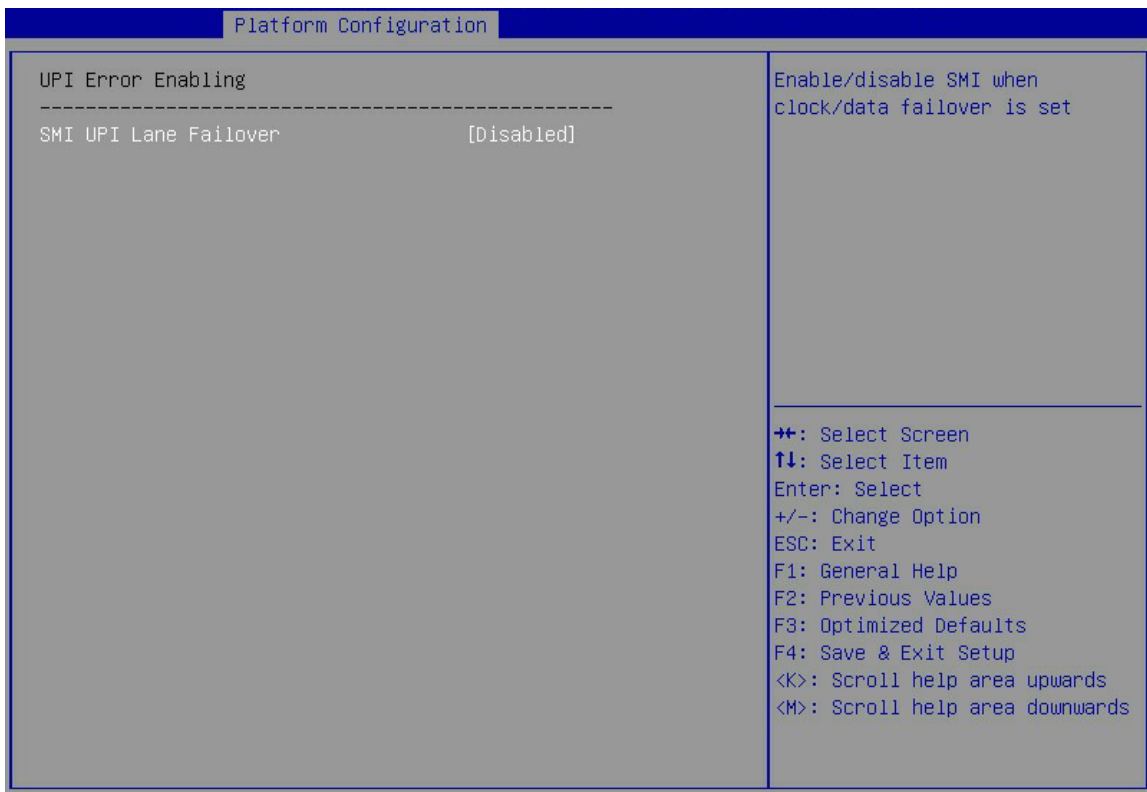 Platform Configuration
UPI Error Enabling
--------------------------------------------------
SMI UPI Lane Failover [Disabled]
Enable/disable SMI when
clock/data failover is set
→←: Select Screen
↑↓: Select Item
Enter: Select
+/-: Change Option
ESC: Exit
F1: General Help
F2: Previous Values
F3: Optimized Defaults
F4: Save & Exit Setup
<K>: Scroll help area upwards
<M>: Scroll help area downwards